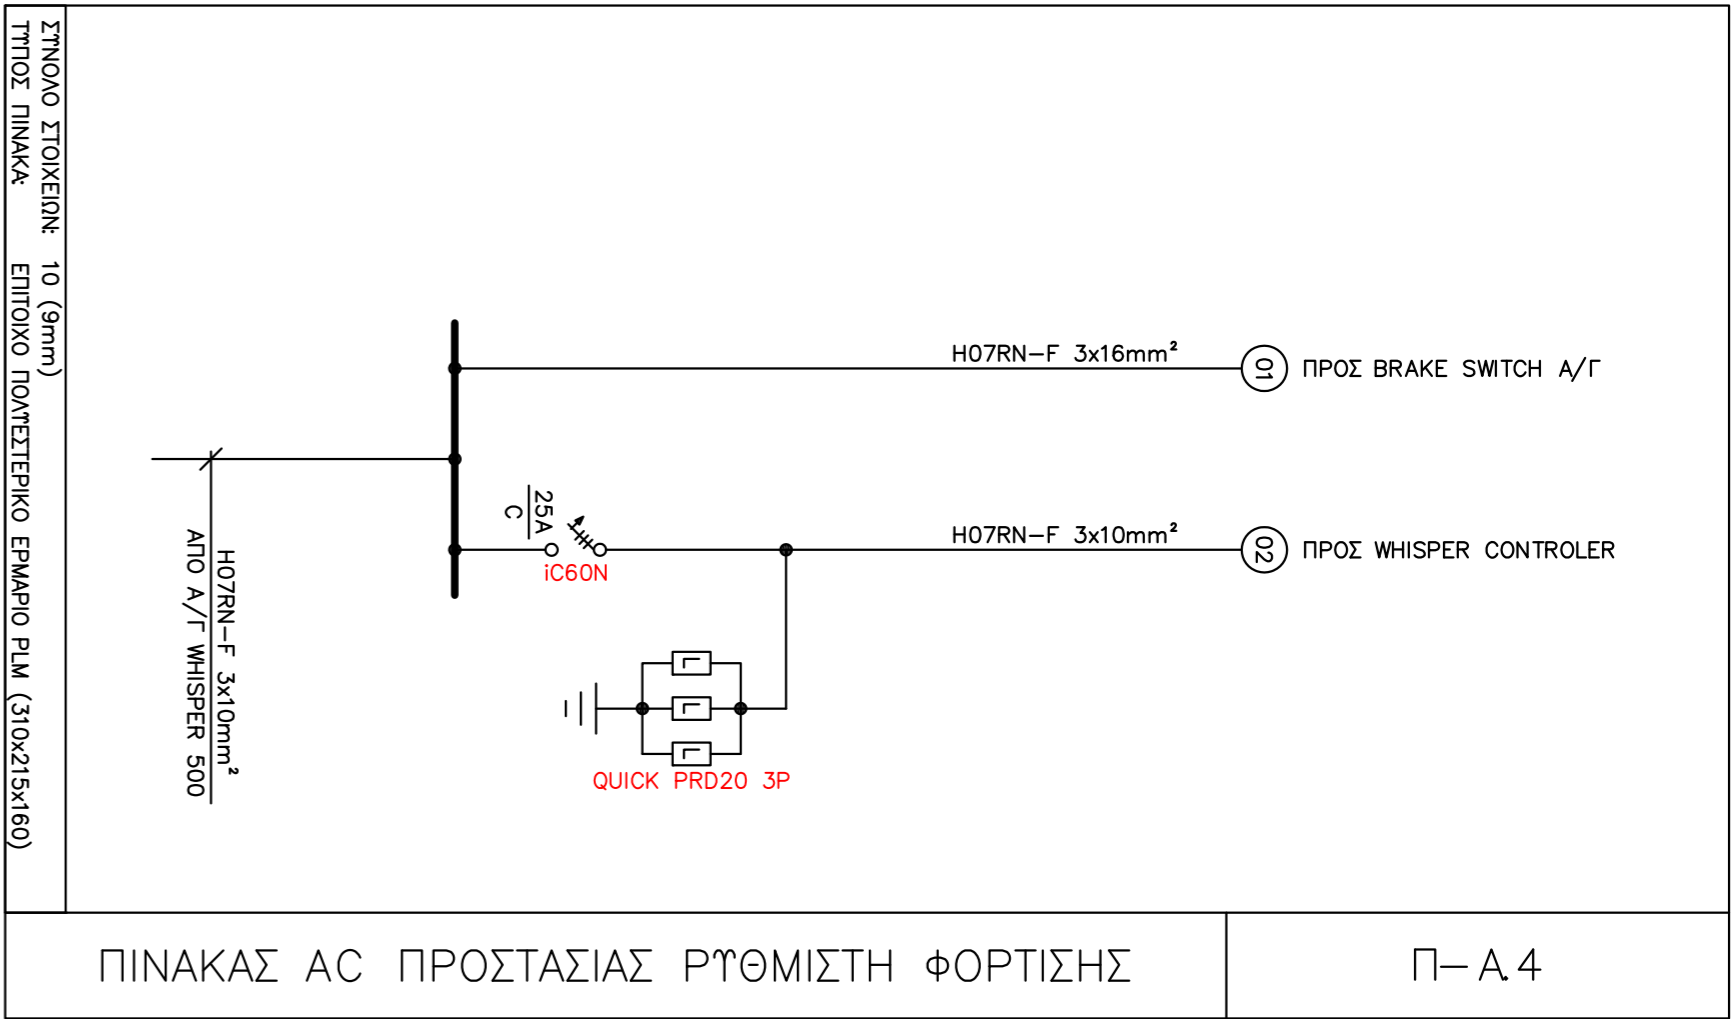 ΣΥΝΟΛΟ ΣΤΟΙΧΕΙΩΝ: 10 (9mm)
ΤΥΠΟΣ ΠΙΝΑΚΑ: ΕΠΙΤΟΙΧΟ ΠΟΛΥΕΣΤΕΡΙΚΟ ΕΡΜΑΡΙΟ PLM (310x215x160)
H07RN-F 3x16mm²
01
ΠΡΟΣ BRAKE SWITCH Α/Γ
25A
C
iC60N
H07RN-F 3x10mm²
02
ΠΡΟΣ WHISPER CONTROLER
H07RN-F 3x10mm²
ΑΠΟ Α/Γ WHISPER 500
L
L
L
QUICK PRD20 3P
ΠΙΝΑΚΑΣ AC ΠΡΟΣΤΑΣΙΑΣ ΡΥΘΜΙΣΤΗ ΦΟΡΤΙΣΗΣ
Π-Α.4